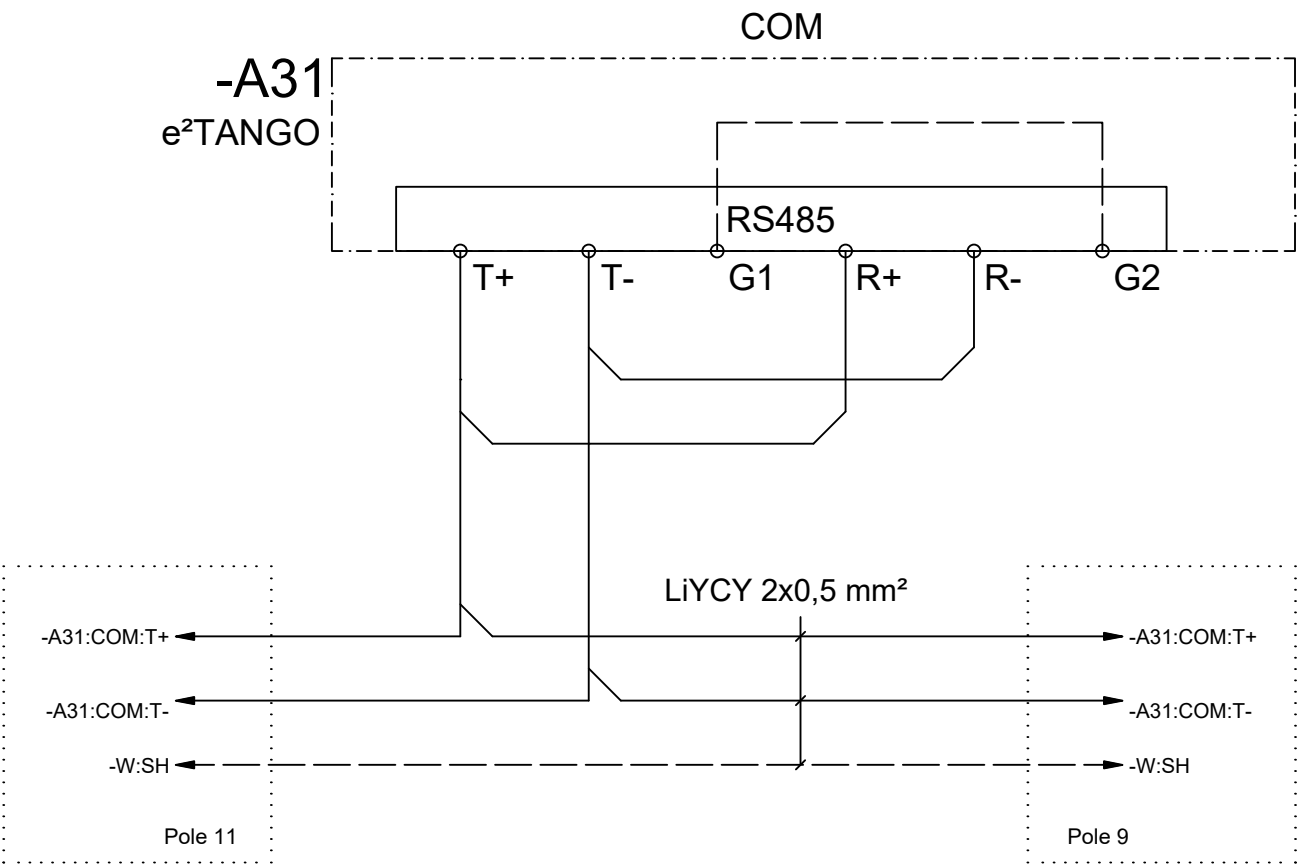 COM
-A31
e²TANGO
RS485
T+ T- G1 R+ R- G2
LiYCY 2x0,5 mm²
-A31:COM:T+ -A31:COM:T+
-A31:COM:T- -A31:COM:T-
-W:SH -W:SH
Pole 11 Pole 9